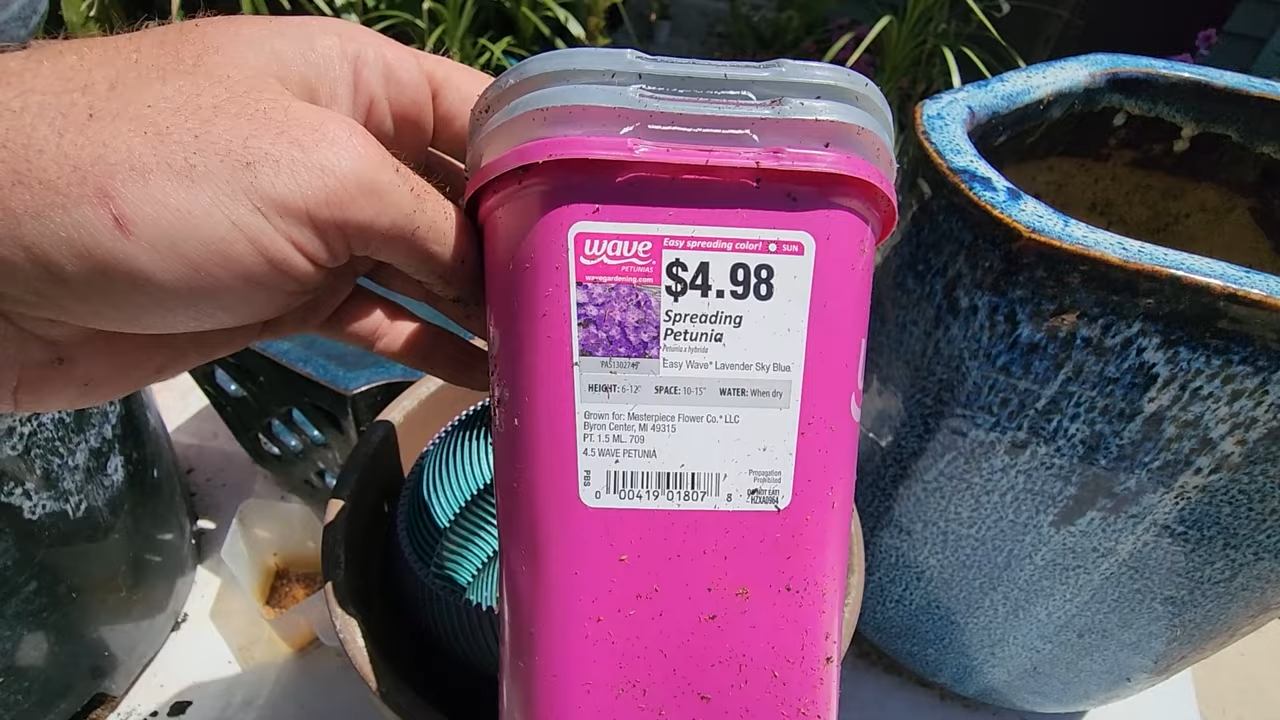 wave
PETUNIAS
wavegardening.com
Easy spreading color! SUN
$4.98
Spreading
Petunia
Petunia x hybrida
Easy Wave® Lavender Sky Blue
HEIGHT: 6-12" SPACE: 10-15" WATER: When dry
Grown for: Masterpiece Flower Co.® LLC
Byron Center, MI 49315
PT. 1.5 ML. 709
4.5 WAVE PETUNIA
PBS
0 00419 01807 8
Propagation
Prohibited
DO NOT EAT!
HZXA0964